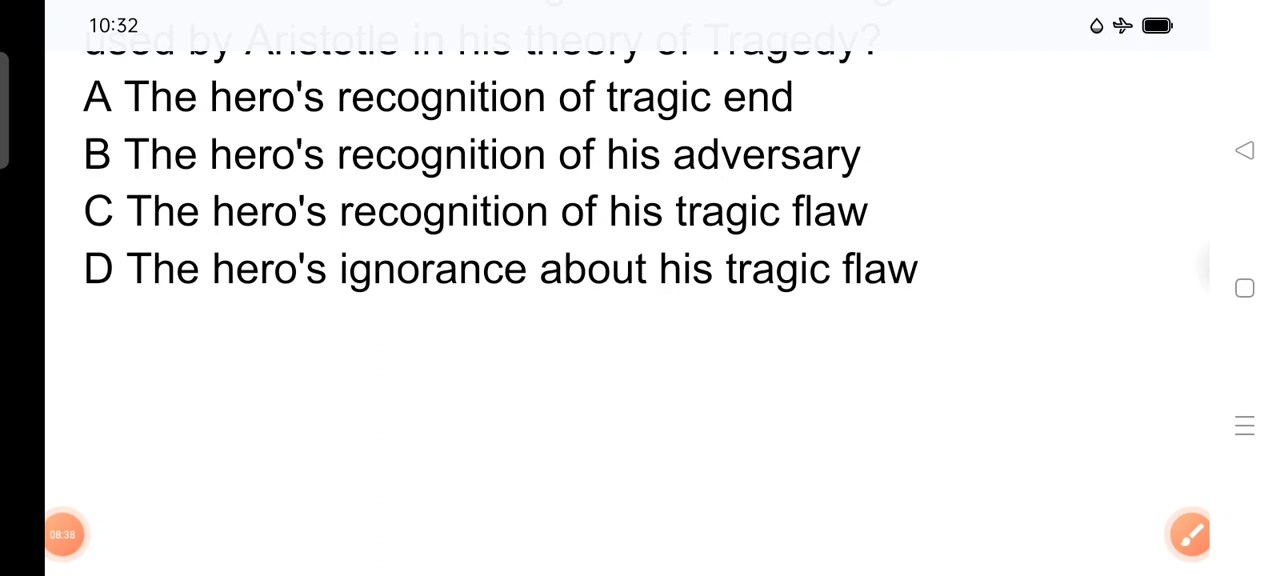 10:32
used by Aristotle in his theory of Tragedy?
A The hero's recognition of tragic end
B The hero's recognition of his adversary
C The hero's recognition of his tragic flaw
D The hero's ignorance about his tragic flaw
08:38